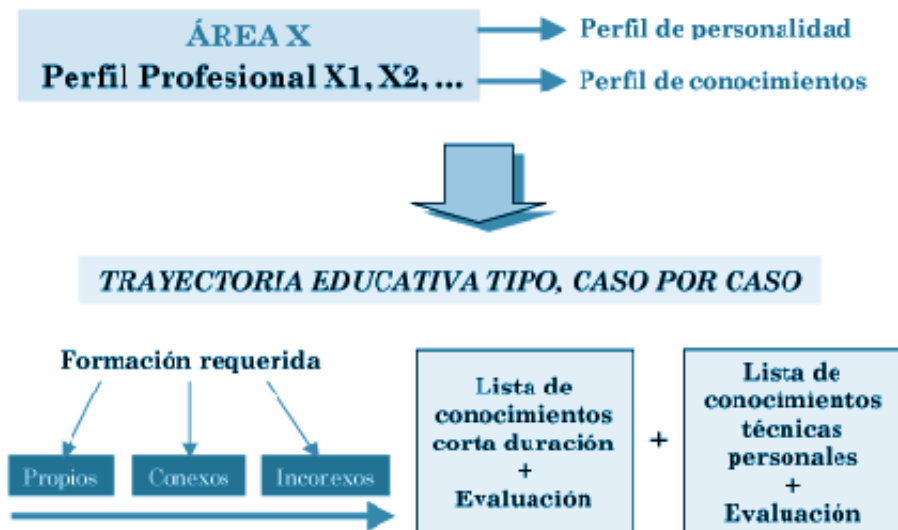 ÁREA X
Perfil Profesional X1, X2, ...
Perfil de personalidad
Perfil de conocimientos
TRAYECTORIA EDUCATIVA TIPO, CASO POR CASO
Formación requerida
Propios
Conexos
Inconexos
Lista de
conocimientos
corta duración
+
Evaluación
+
Lista de
conocimientos
técnicas
personales
+
Evaluación